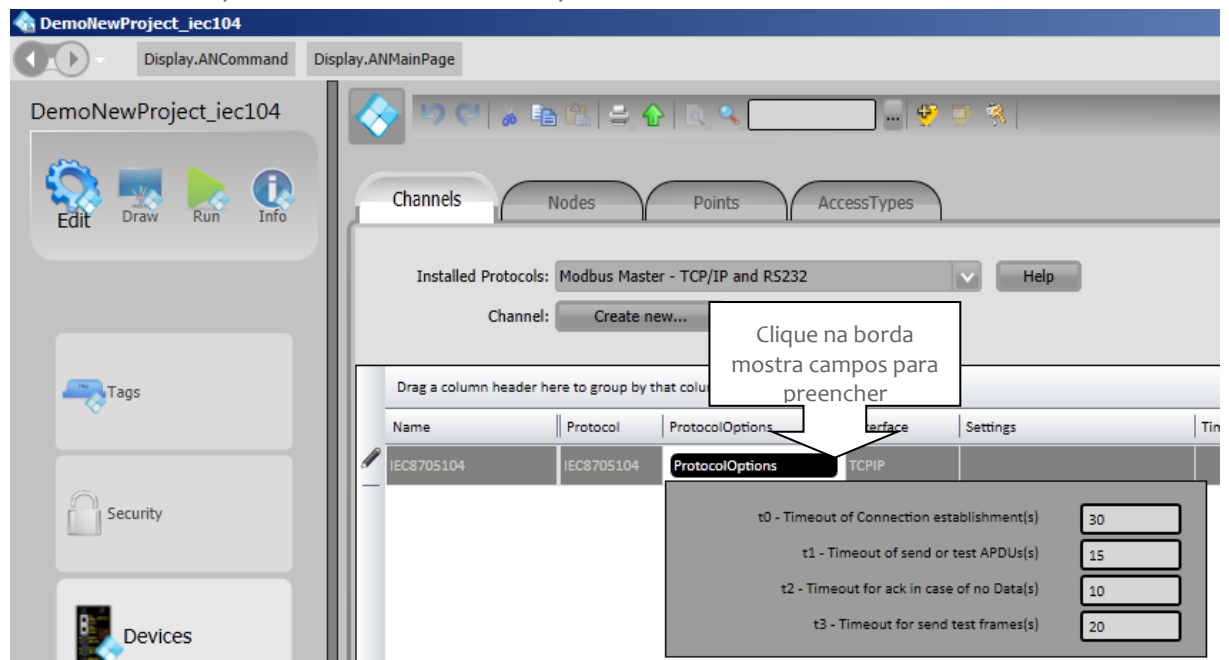 DemoNewProject_iec104
Display.ANCommand Display.ANMainPage
DemoNewProject_iec104
Edit Draw Run Info
...
Channels Nodes Points AccessTypes
Installed Protocols: Modbus Master - TCP/IP and RS232 Help
Channel: Create new...
Clique na borda
mostra campos para
preencher
Tags
Drag a column header here to group by that colu
Name Protocol ProtocolOptions terface Settings Tim
IEC8705104 IEC8705104 ProtocolOptions TCPIP
Security
t0 - Timeout of Connection establishment(s) 30
t1 - Timeout of send or test APDUs(s) 15
t2 - Timeout for ack in case of no Data(s) 10
t3 - Timeout for send test frames(s) 20
Devices